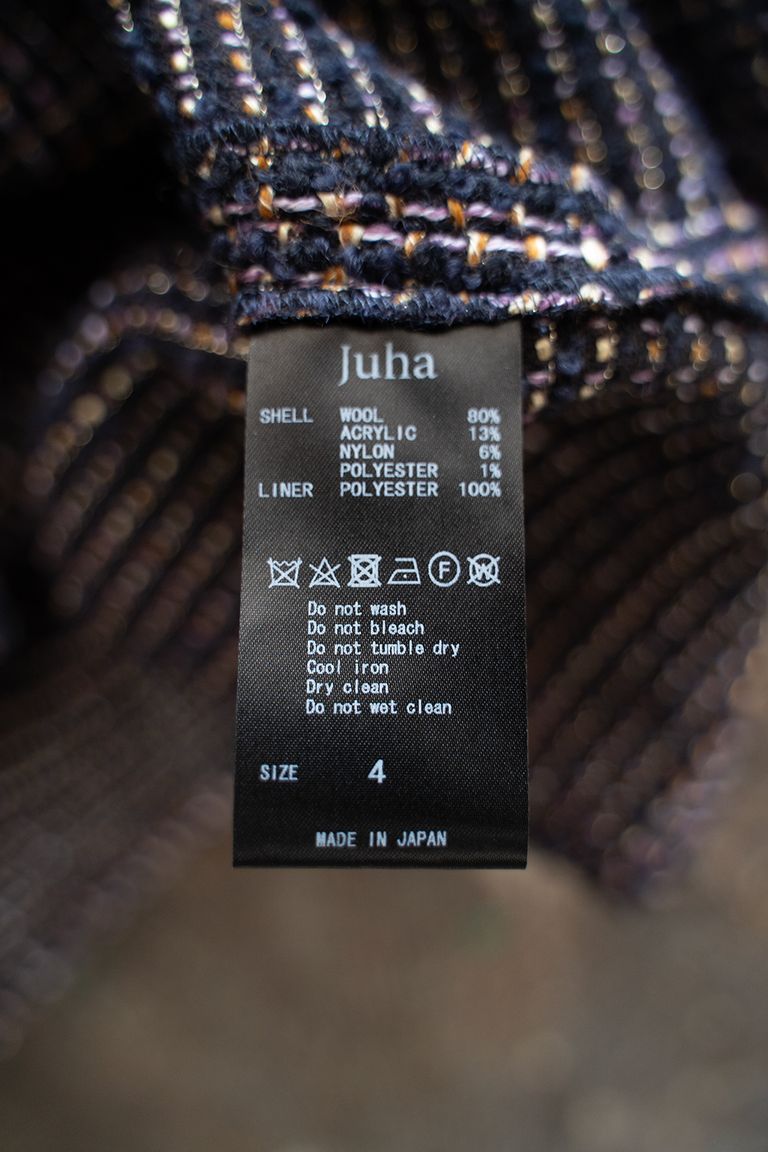 Juha
SHELL WOOL 80%
ACRYLIC 13%
NYLON 6%
POLYESTER 1%
LINER POLYESTER 100%
F W
Do not wash
Do not bleach
Do not tumble dry
Cool iron
Dry clean
Do not wet clean
SIZE 4
MADE IN JAPAN